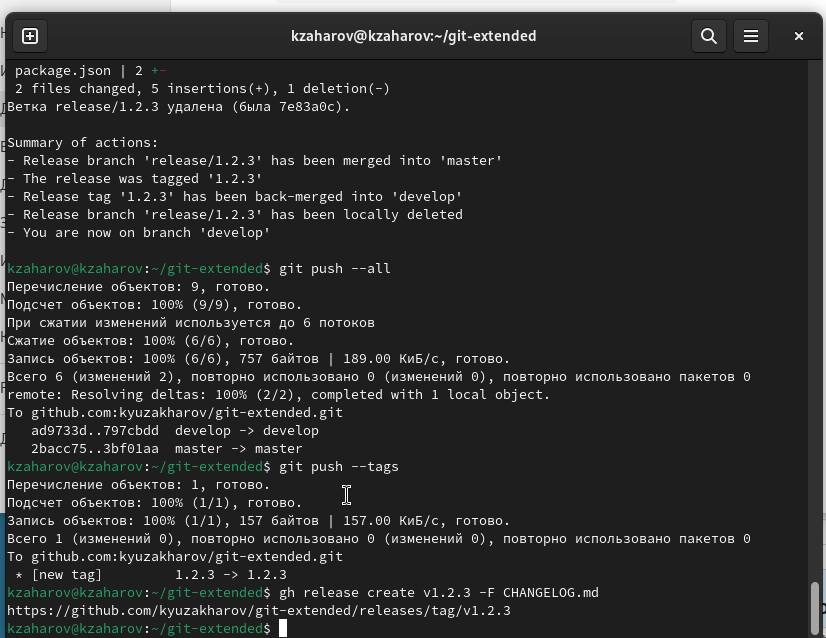 kzaharov@kzaharov:~/git-extended
package.json | 2 +-
2 files changed, 5 insertions(+), 1 deletion(-)
Ветка release/1.2.3 удалена (была 7e83a0c).
Summary of actions:
- Release branch 'release/1.2.3' has been merged into 'master'
- The release was tagged '1.2.3'
- Release tag '1.2.3' has been back-merged into 'develop'
- Release branch 'release/1.2.3' has been locally deleted
- You are now on branch 'develop'
kzaharov@kzaharov:~/git-extended$ git push --all
Перечисление объектов: 9, готово.
Подсчет объектов: 100% (9/9), готово.
При сжатии изменений используется до 6 потоков
Сжатие объектов: 100% (6/6), готово.
Запись объектов: 100% (6/6), 757 байтов | 189.00 КиБ/с, готово.
Всего 6 (изменений 2), повторно использовано 0 (изменений 0), повторно использовано пакетов 0
remote: Resolving deltas: 100% (2/2), completed with 1 local object.
To github.com:kyuzakharov/git-extended.git
ad9733d..797cbdd  develop -> develop
2bacc75..3bf01aa  master -> master
kzaharov@kzaharov:~/git-extended$ git push --tags
Перечисление объектов: 1, готово.
Подсчет объектов: 100% (1/1), готово.
Запись объектов: 100% (1/1), 157 байтов | 157.00 КиБ/с, готово.
Всего 1 (изменений 0), повторно использовано 0 (изменений 0), повторно использовано пакетов 0
To github.com:kyuzakharov/git-extended.git
* [new tag]         1.2.3 -> 1.2.3
kzaharov@kzaharov:~/git-extended$ gh release create v1.2.3 -F CHANGELOG.md
https://github.com/kyuzakharov/git-extended/releases/tag/v1.2.3
kzaharov@kzaharov:~/git-extended$